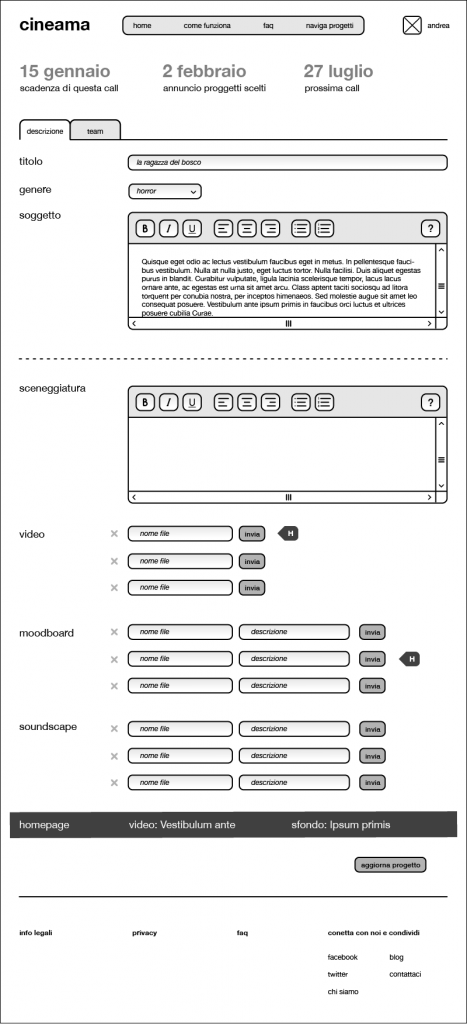 cineama
home come funziona faq naviga progetti
andrea
15 gennaio 2 febbraio 27 luglio
scadenza di questa call annuncio proggetti scelti prossima call
descrizione team
titolo la ragazza del bosco
genere horror
soggetto
B I U ?
Quisque eget odio ac lectus vestibulum faucibus eget in metus. In pellentesque fauci-
bus vestibulum. Nulla at nulla justo, eget luctus tortor. Nulla facilisi. Duis aliquet egestas
purus in blandit. Curabitur vulputate, ligula lacinia scelerisque tempor, lacus lacus
ornare ante, ac egestas est urna sit amet arcu. Class aptent taciti sociosqu ad litora
torquent per conubia nostra, per inceptos himenaeos. Sed molestie augue sit amet leo
consequat posuere. Vestibulum ante ipsum primis in faucibus orci luctus et ultrices
posuere cubilia Curae.
sceneggiatura
B I U ?
video nome file invia H
nome file invia
nome file invia
moodboard nome file descrizione invia
nome file descrizione invia H
nome file descrizione invia
soundscape nome file descrizione invia
nome file descrizione invia
nome file descrizione invia
homepage video: Vestibulum ante sfondo: Ipsum primis
aggiorna progetto
info legali privacy faq conetta con noi e condividi
facebook blog
twitter contattaci
chi siamo